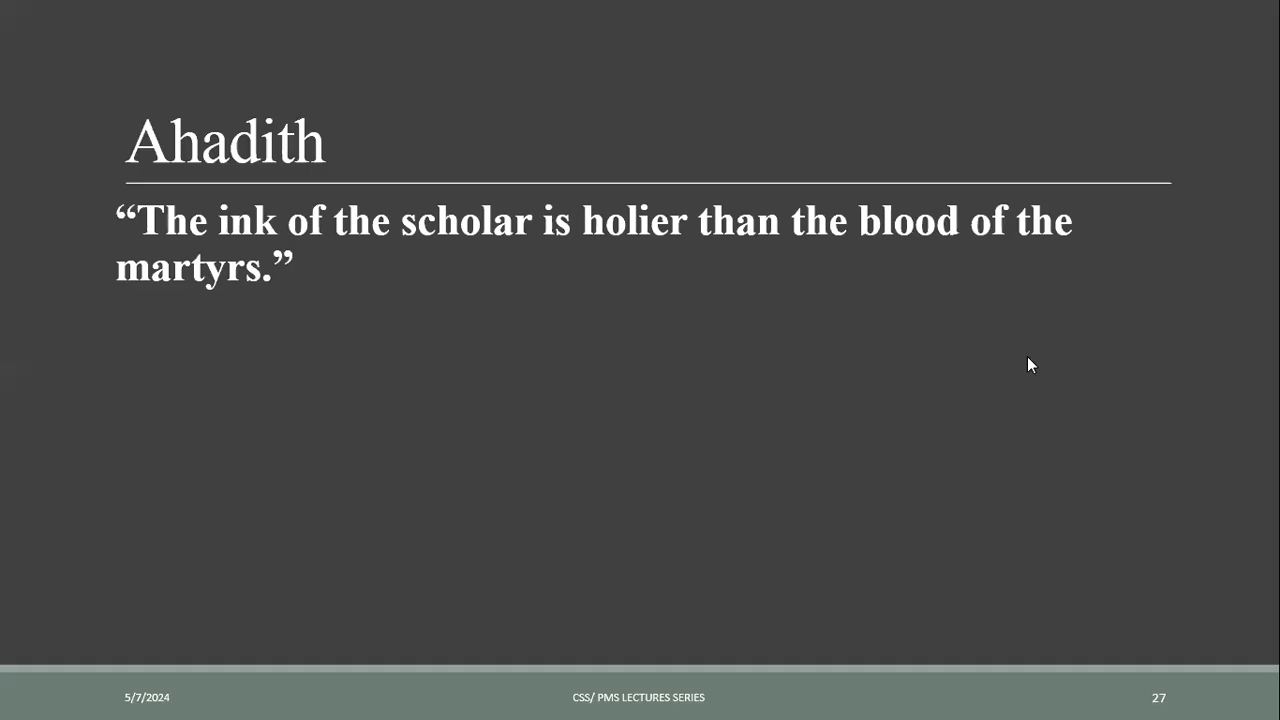 Ahadith
“The ink of the scholar is holier than the blood of the
martyrs.”
5/7/2024
CSS/ PMS LECTURES SERIES
27